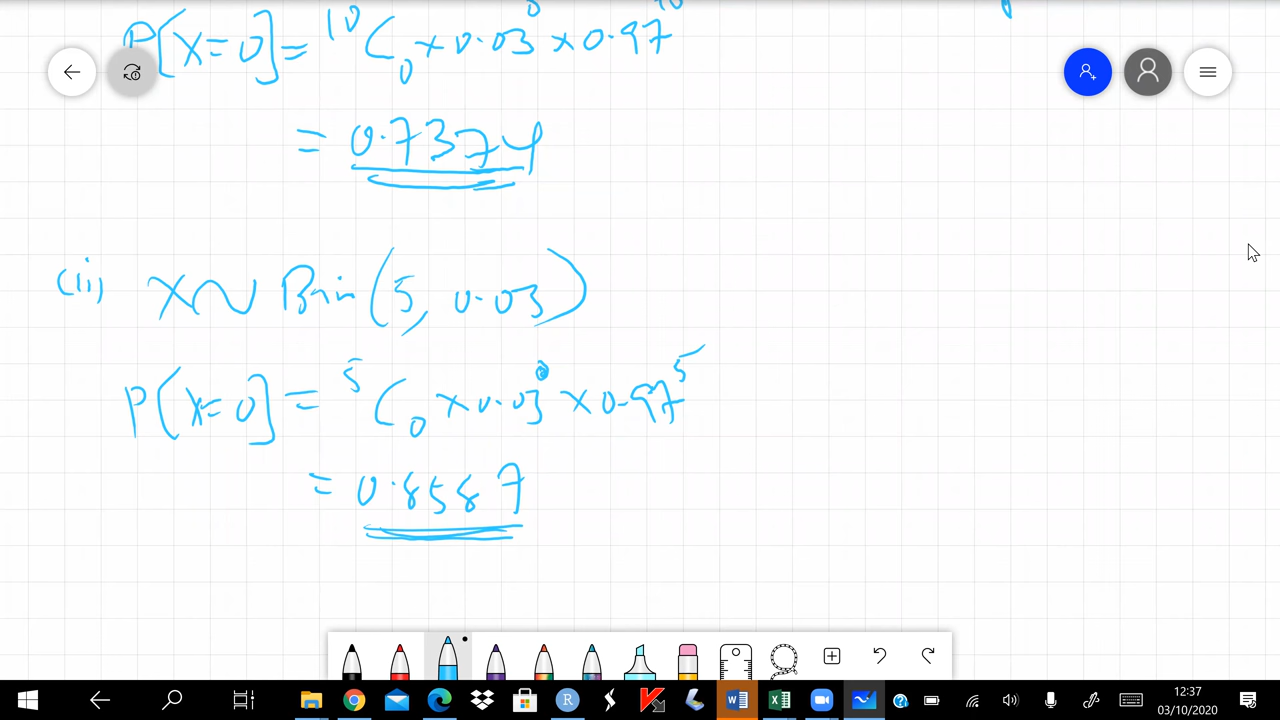 P[X=0] = ¹⁰C₀ × 0.03⁰ × 0.97¹⁰
= 0.7374
(ii) X~ Bin(5, 0.03)
P[X=0] = ⁵C₀ × 0.03⁰ × 0.97⁵
= 0.8587
12:37
03/10/2020